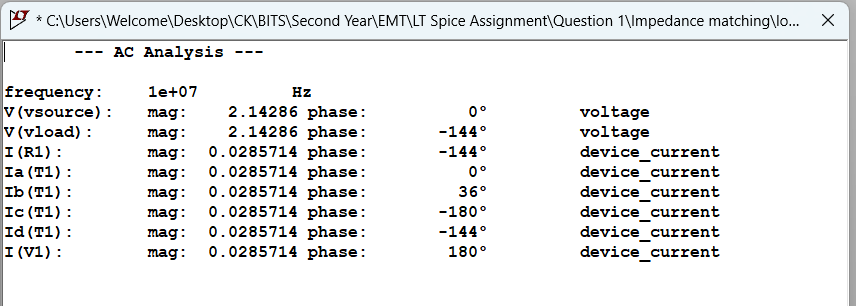 * C:\Users\Welcome\Desktop\CK\BITS\Second Year\EMT\LT Spice Assignment\Question 1\Impedance matching\lo...
--- AC Analysis ---
frequency: 1e+07 Hz
V(vsource): mag: 2.14286 phase: 0° voltage
V(vload): mag: 2.14286 phase: -144° voltage
I(R1): mag: 0.0285714 phase: -144° device_current
Ia(T1): mag: 0.0285714 phase: 0° device_current
Ib(T1): mag: 0.0285714 phase: 36° device_current
Ic(T1): mag: 0.0285714 phase: -180° device_current
Id(T1): mag: 0.0285714 phase: -144° device_current
I(V1): mag: 0.0285714 phase: 180° device_current